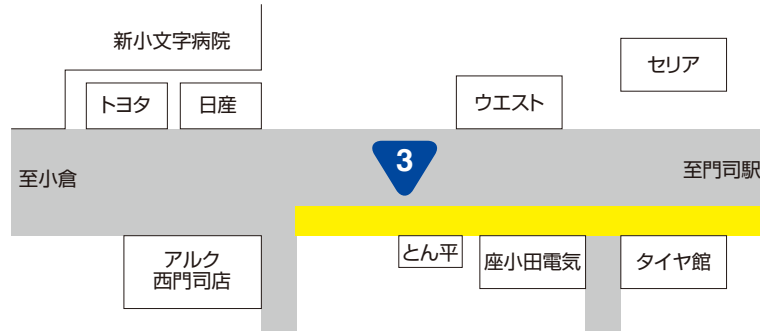 新小文字病院
セリア
トヨタ
日産
ウエスト
3
至小倉
至門司駅
とん平
アルク
西門司店
座小田電気
タイヤ館